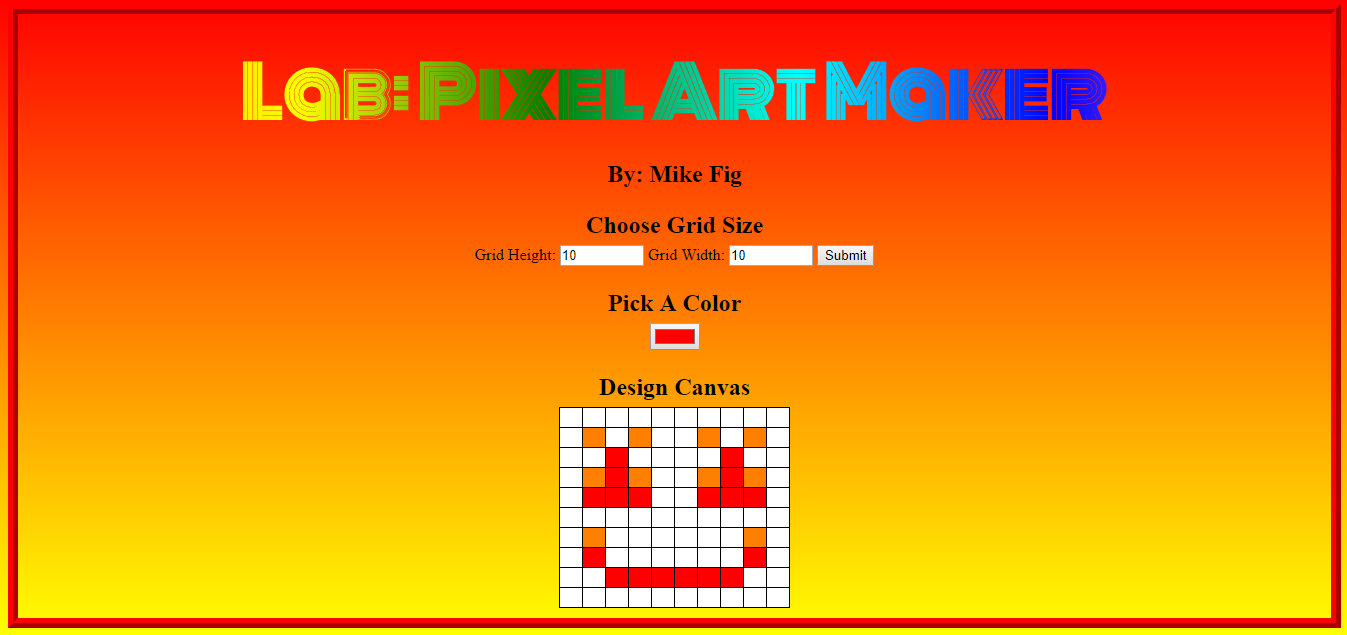 Lab: Pixel Art Maker
By: Mike Fig
Choose Grid Size
Grid Height: 10 Grid Width: 10 Submit
Pick A Color
Design Canvas